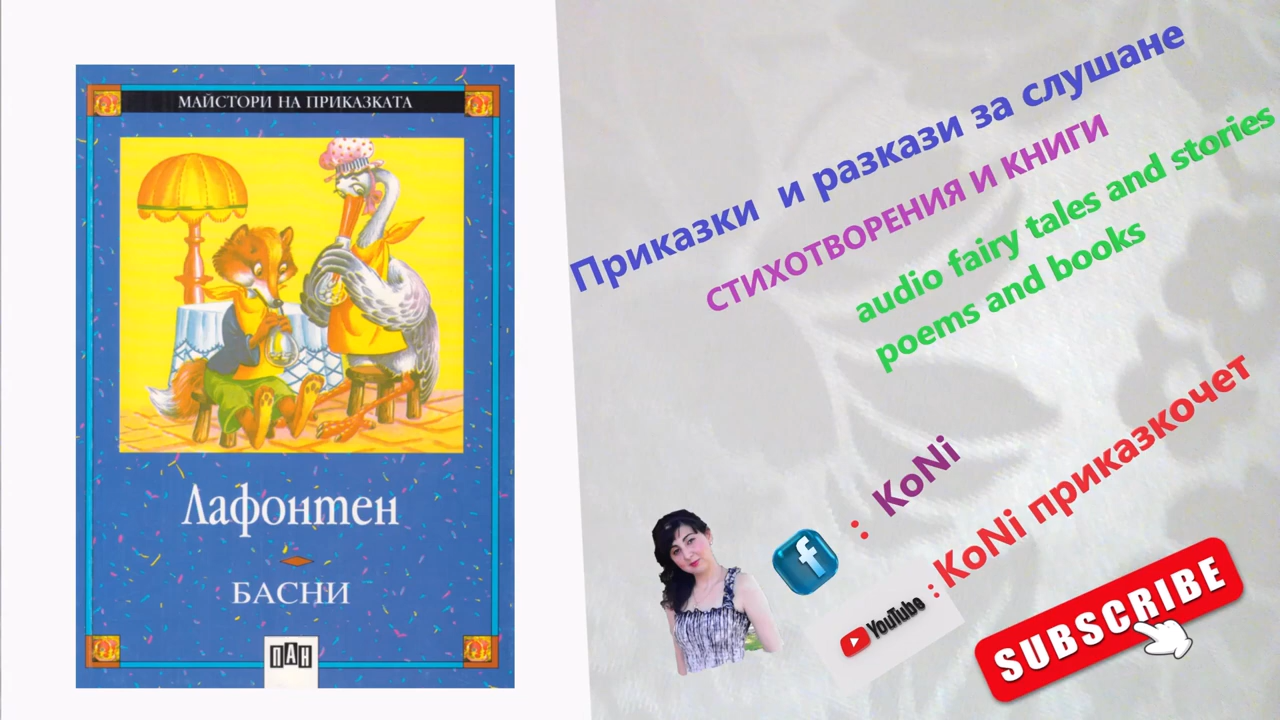 МАЙСТОРИ НА ПРИКАЗКАТА
Лафонтен
БАСНИ
ПАН
Приказки и разкази за слушане
СТИХОТВОРЕНИЯ И КНИГИ
audio fairy tales and stories
poems and books
f : KoNi
YouTube : KoNi приказкочет
SUBSCRIBE